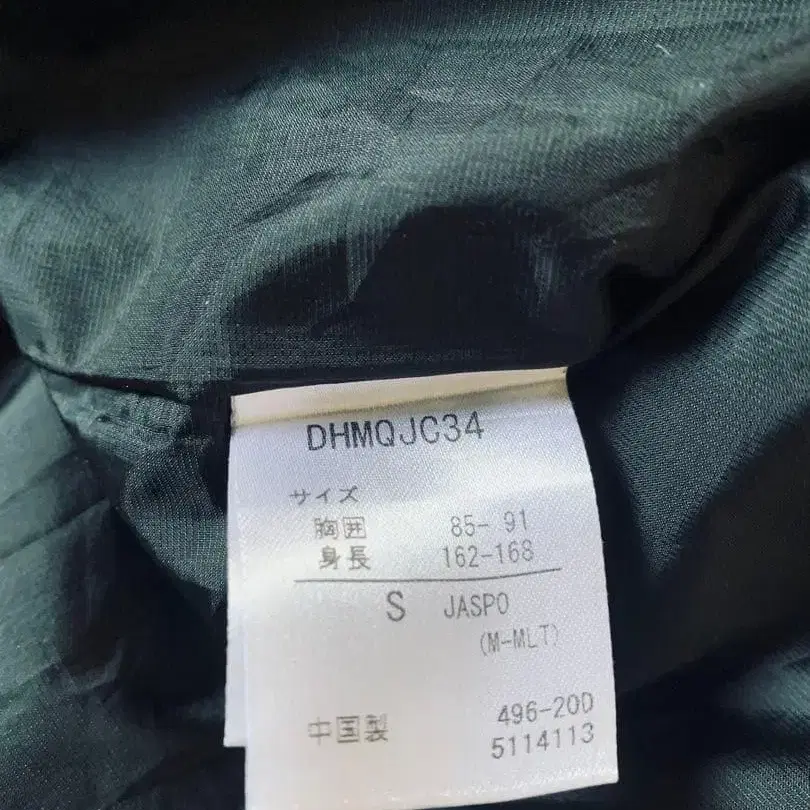 DHMQJC34
サイズ
胸囲 85-91
身長 162-168
S JASPO
(M-MLT)
496-20D
中国製 5114113